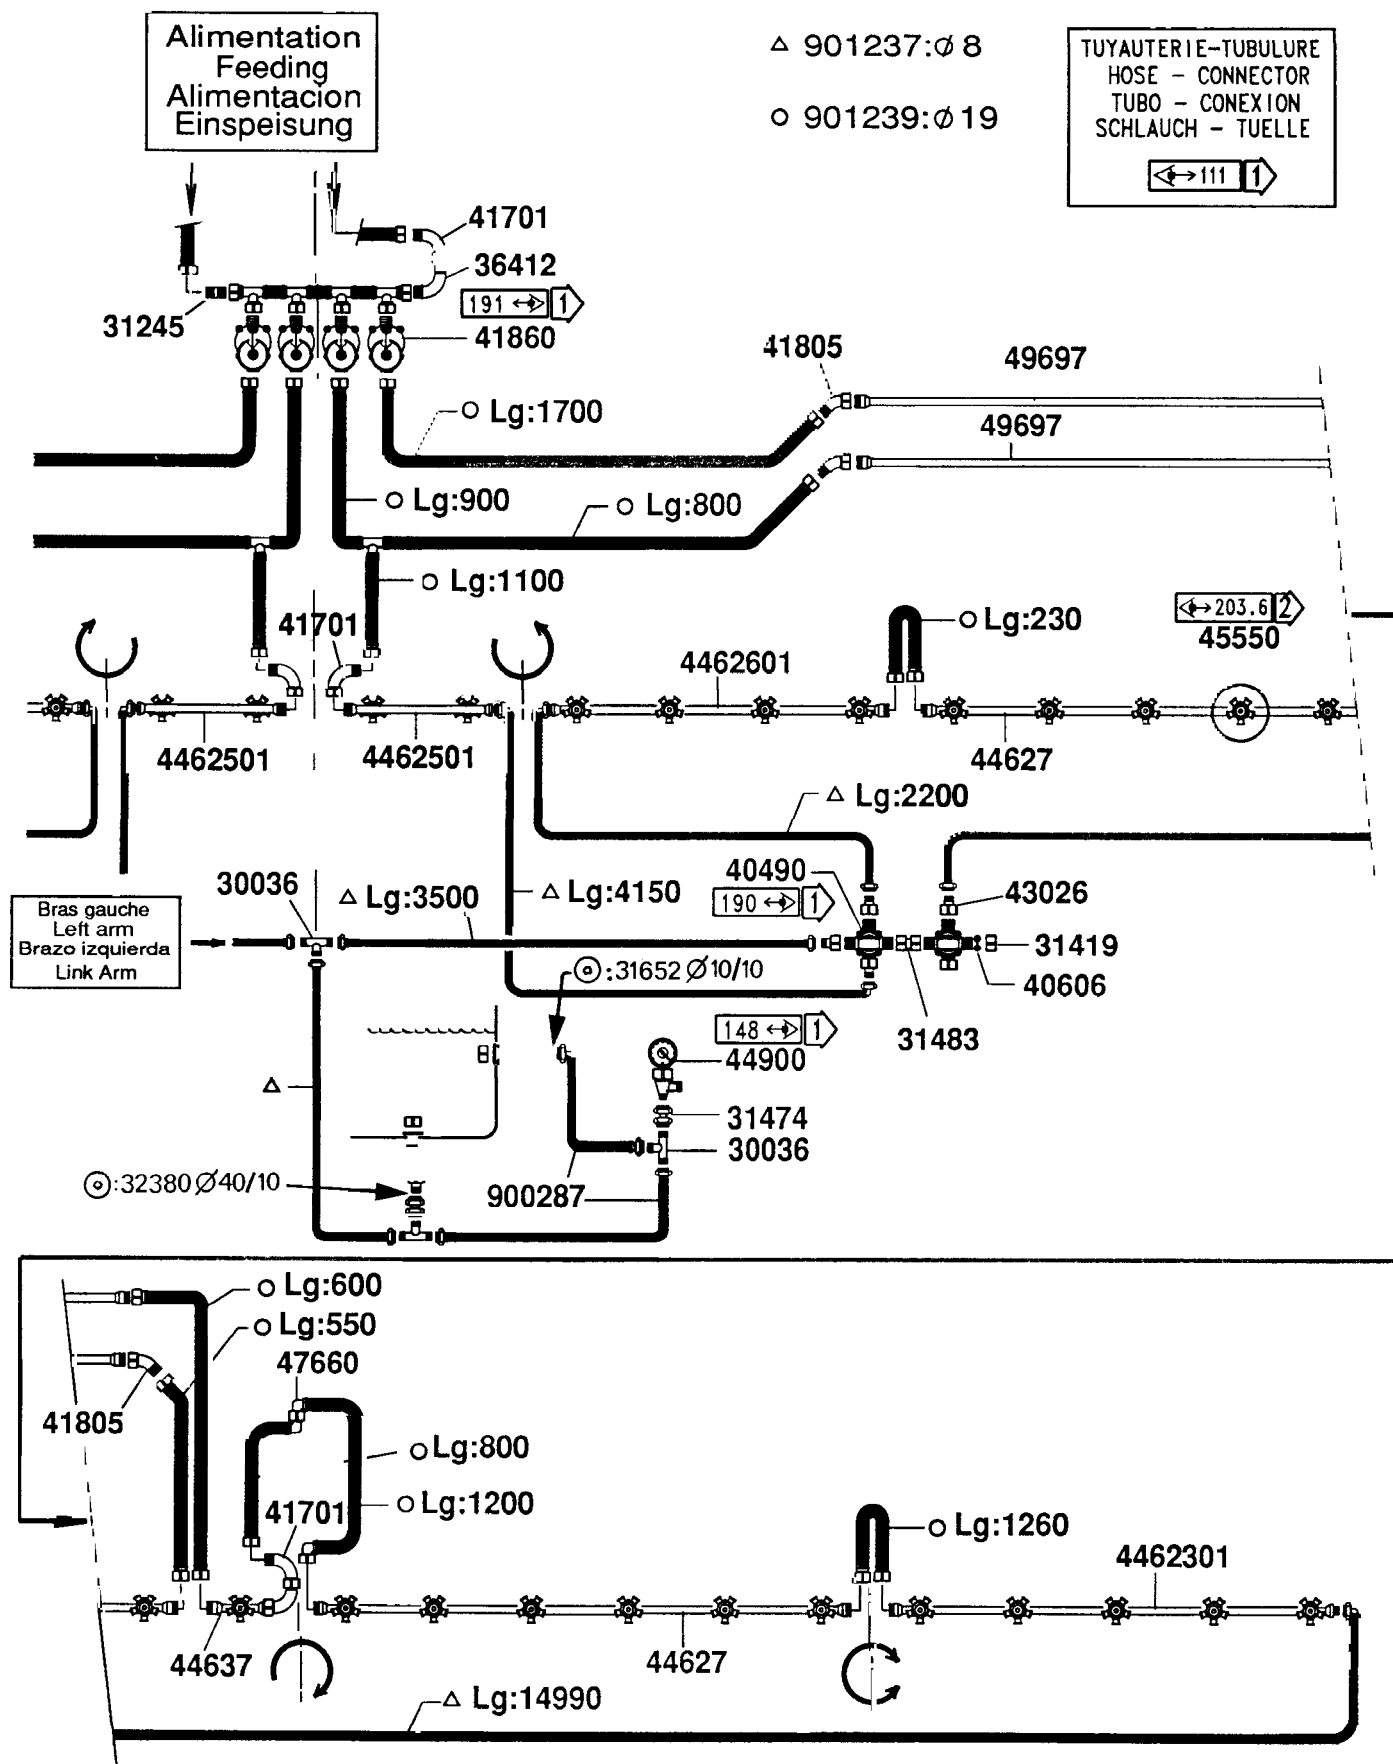 Alimentation
Feeding
Alimentacion
Einspeisung
△ 901237:Ø 8
○ 901239:Ø 19
TUYAUTERIE-TUBULURE
HOSE - CONNECTOR
TUBO - CONEXION
SCHLAUCH - TUELLE
111 1
41701
36412
191 1
31245
41860
41805
49697
○ Lg:1700
49697
○ Lg:900
○ Lg:800
○ Lg:1100
41701
○ Lg:230
203.6 2
45550
4462601
4462501
4462501
44627
△ Lg:2200
30036
△ Lg:3500
△ Lg:4150
40490
190 1
43026
Bras gauche
Left arm
Brazo izquierda
Link Arm
31419
40606
:31652 Ø 10/10
148 1
31483
44900
△
31474
30036
:32380 Ø 40/10
900287
○ Lg:600
○ Lg:550
47660
41805
○ Lg:800
○ Lg:1200
41701
○ Lg:1260
4462301
44637
44627
△ Lg:14990